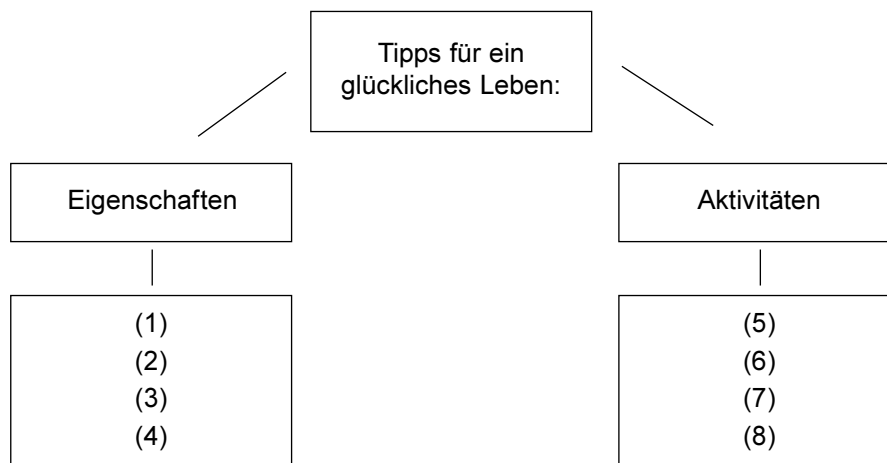 Tipps für ein
glückliches Leben:
Eigenschaften
Aktivitäten
(1)
(2)
(3)
(4)
(5)
(6)
(7)
(8)